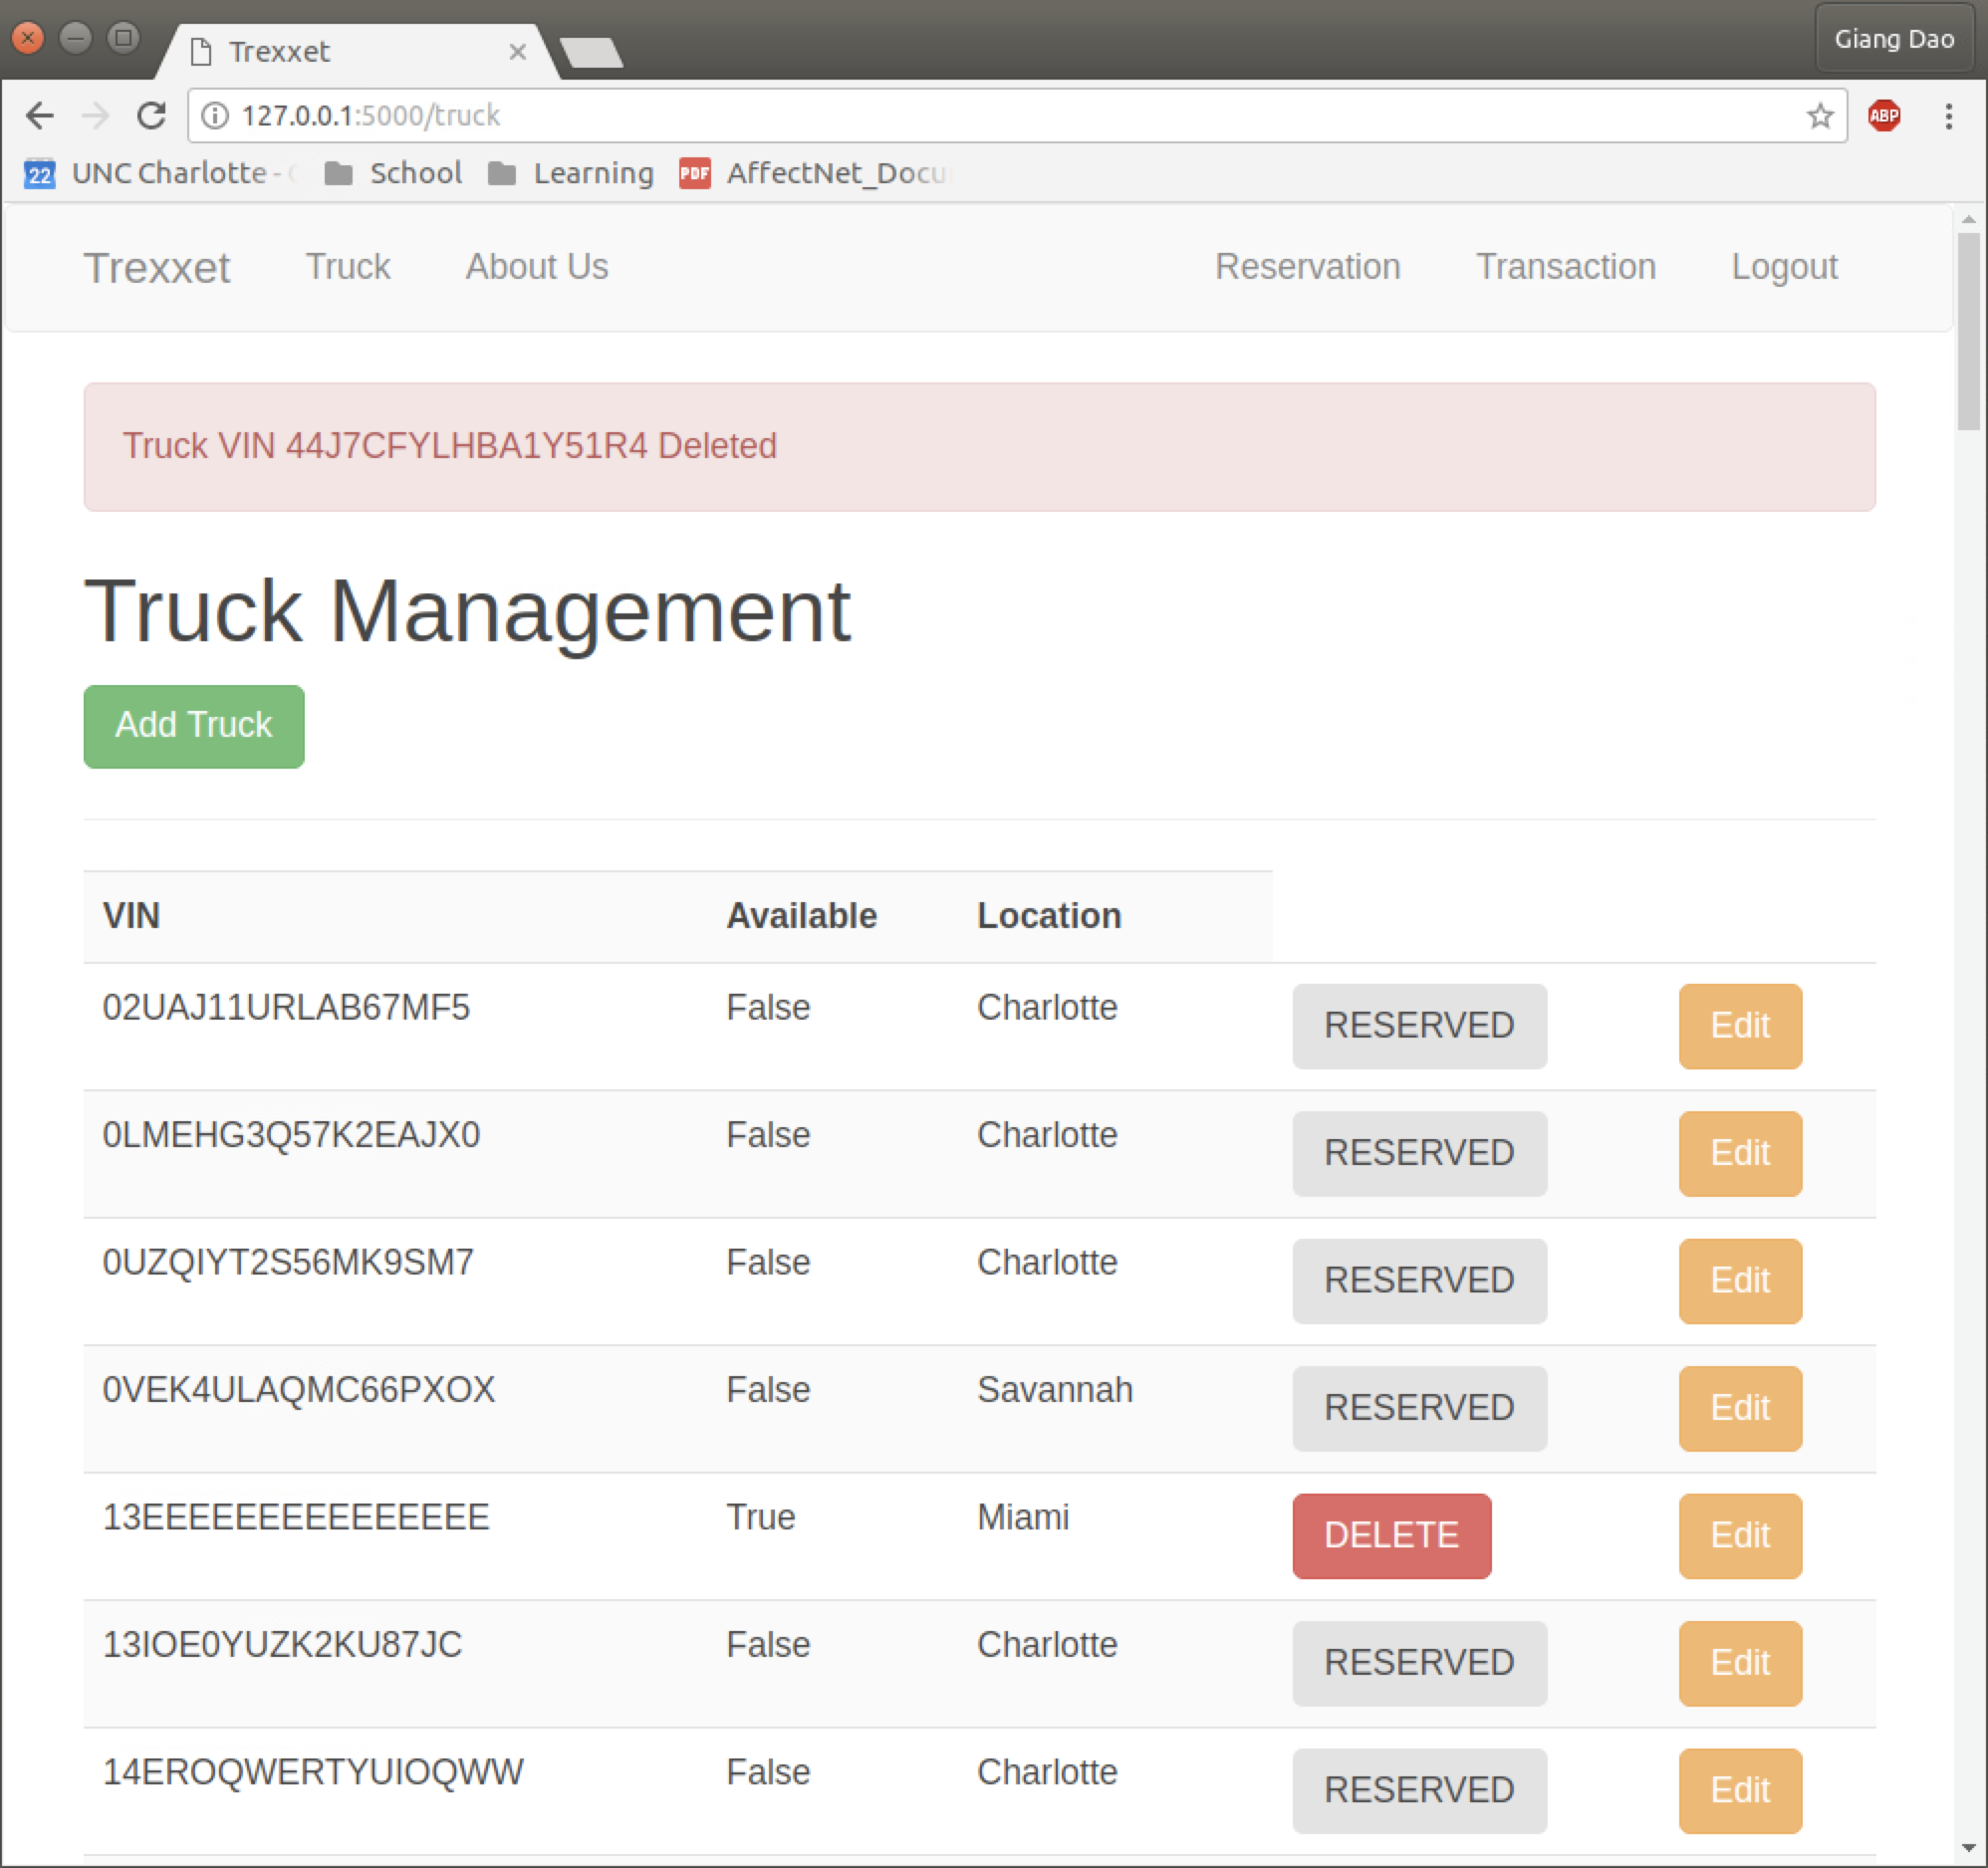 Trexxet
Giang Dao
127.0.0.1:5000/truck
ABP
22 UNC Charlotte - School Learning PDF AffectNet_Docu
Trexxet Truck About Us Reservation Transaction Logout
Truck VIN 44J7CFYLHBA1Y51R4 Deleted
Truck Management
Add Truck
VIN Available Location
02UAJ11URLAB67MF5 False Charlotte RESERVED Edit
0LMEHG3Q57K2EAJX0 False Charlotte RESERVED Edit
0UZQIYT2S56MK9SM7 False Charlotte RESERVED Edit
0VEK4ULAQMC66PXOX False Savannah RESERVED Edit
13EEEEEEEEEEEEEEE True Miami DELETE Edit
13IOE0YUZK2KU87JC False Charlotte RESERVED Edit
14EROQWERTYUIOQWW False Charlotte RESERVED Edit